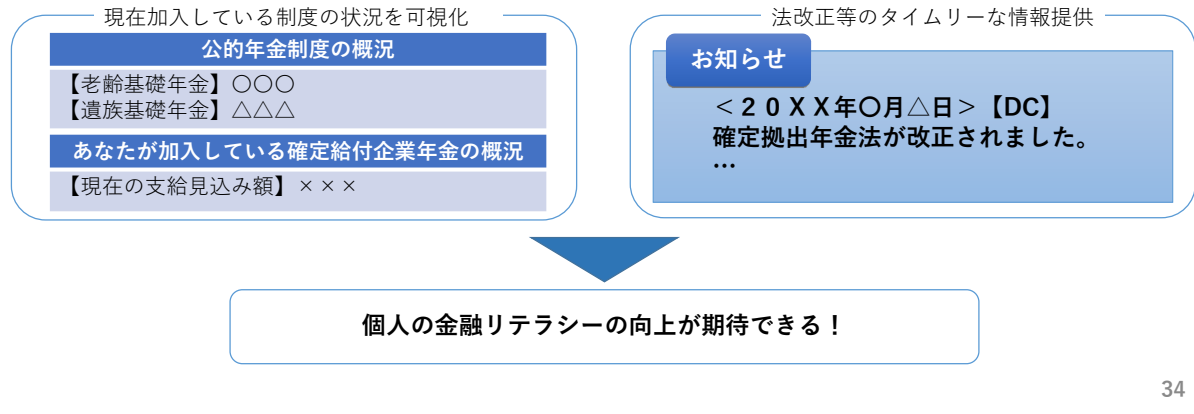 現在加入している制度の状況を可視化
公的年金制度の概況
【老齢基礎年金】〇〇〇
【遺族基礎年金】△△△
あなたが加入している確定給付企業年金の概況
【現在の支給見込み額】×××
法改正等のタイムリーな情報提供
お知らせ
＜２０ＸＸ年〇月△日＞【DC】
確定拠出年金法が改正されました。
…
個人の金融リテラシーの向上が期待できる！
34